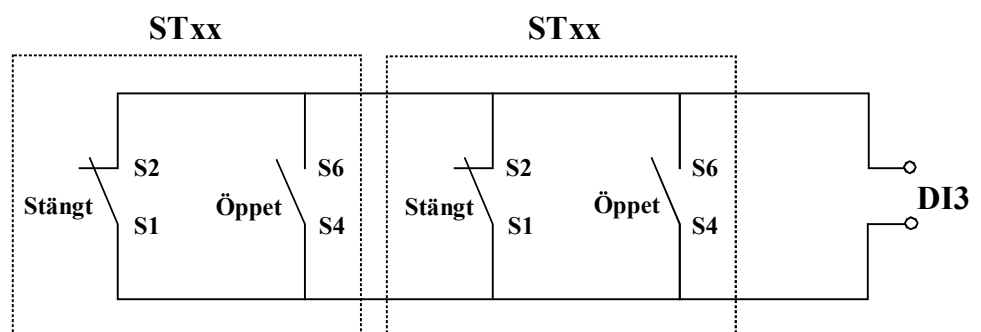 STxx STxx
S2 S6 S2 S6
Stängt Öppet Stängt Öppet DI3
S1 S4 S1 S4